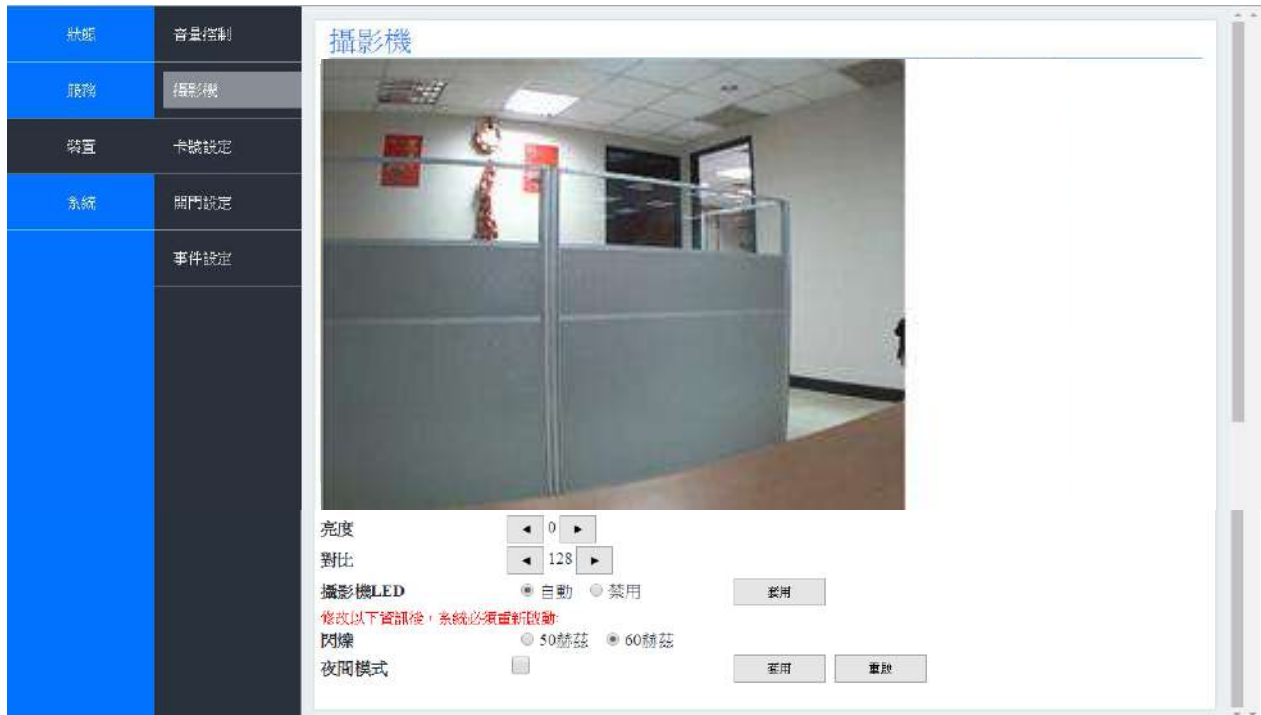 狀態
服務
裝置
系統
音量控制
攝影機
卡號設定
開門設定
事件設定
攝影機
亮度 ◄ 0 ►
對比 ◄ 128 ►
攝影機LED 自動 禁用 套用
修改以下資訊後，系統必須重新啟動:
閃爍 50赫茲 60赫茲
夜間模式 套用 重啟